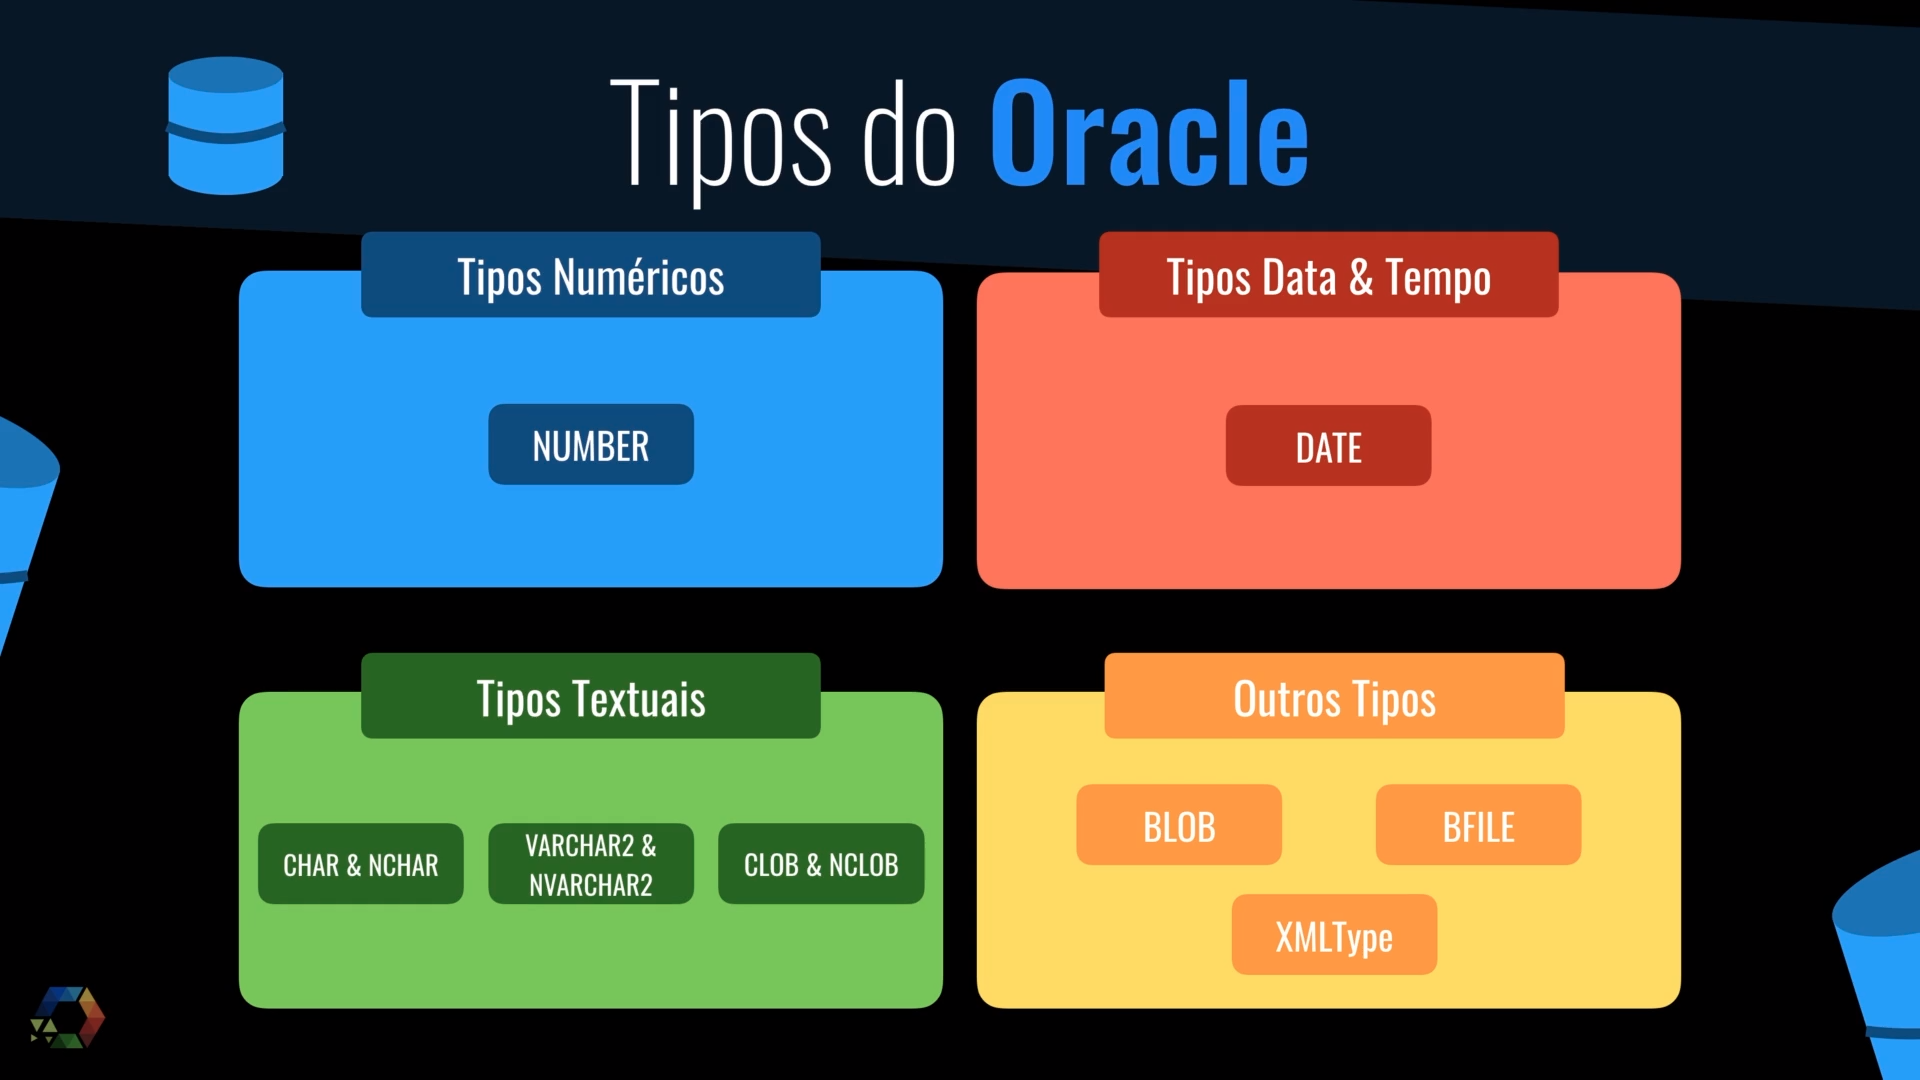 Tipos do Oracle
Tipos Numéricos
NUMBER
Tipos Data & Tempo
DATE
Tipos Textuais
CHAR & NCHAR
VARCHAR2 &
NVARCHAR2
CLOB & NCLOB
Outros Tipos
BLOB
BFILE
XMLType